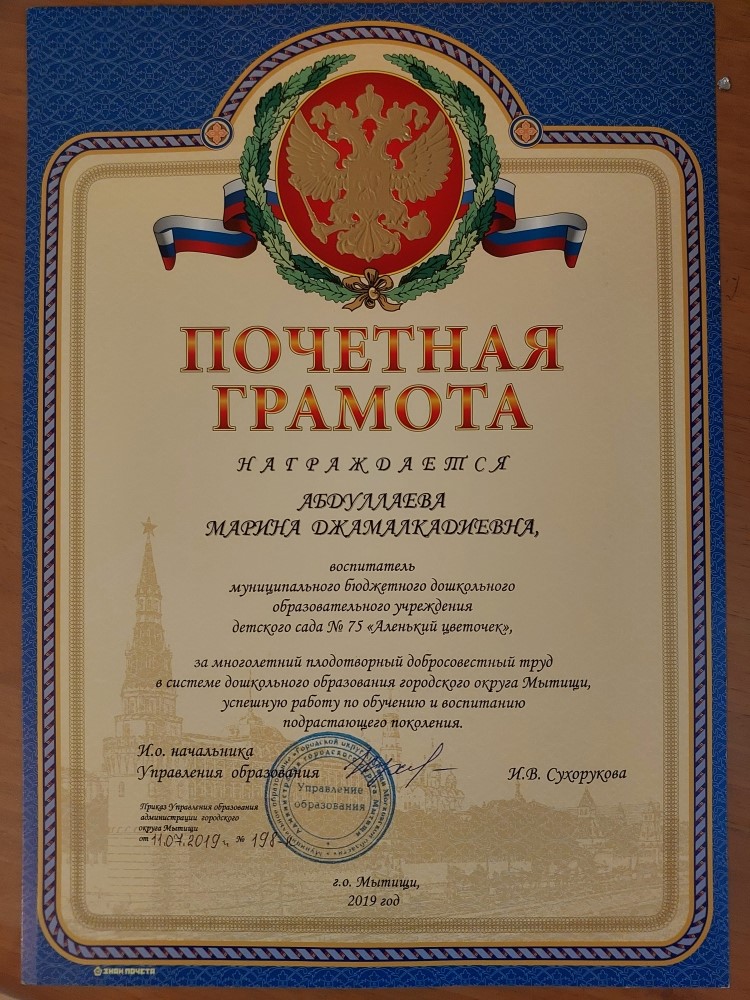 ПОЧЕТНАЯ
ГРАМОТА
НАГРАЖДАЕТСЯ
АБДУЛЛАЕВА
МАРИНА ДЖАМАЛКАДИЕВНА,
воспитатель
муниципального бюджетного дошкольного
образовательного учреждения
детского сада № 75 «Аленький цветочек»,
за многолетний плодотворный добросовестный труд
в системе дошкольного образования городского округа Мытищи,
успешную работу по обучению и воспитанию
подрастающего поколения.
И.о. начальника
Управления образования
И.В. Сухорукова
Управление
образования
Приказ Управления образования
администрации городского
округа Мытищи
от 11.07.2019 г. № 198-
г.о. Мытищи,
2019 год
ЗНАК ПОЧЕТА